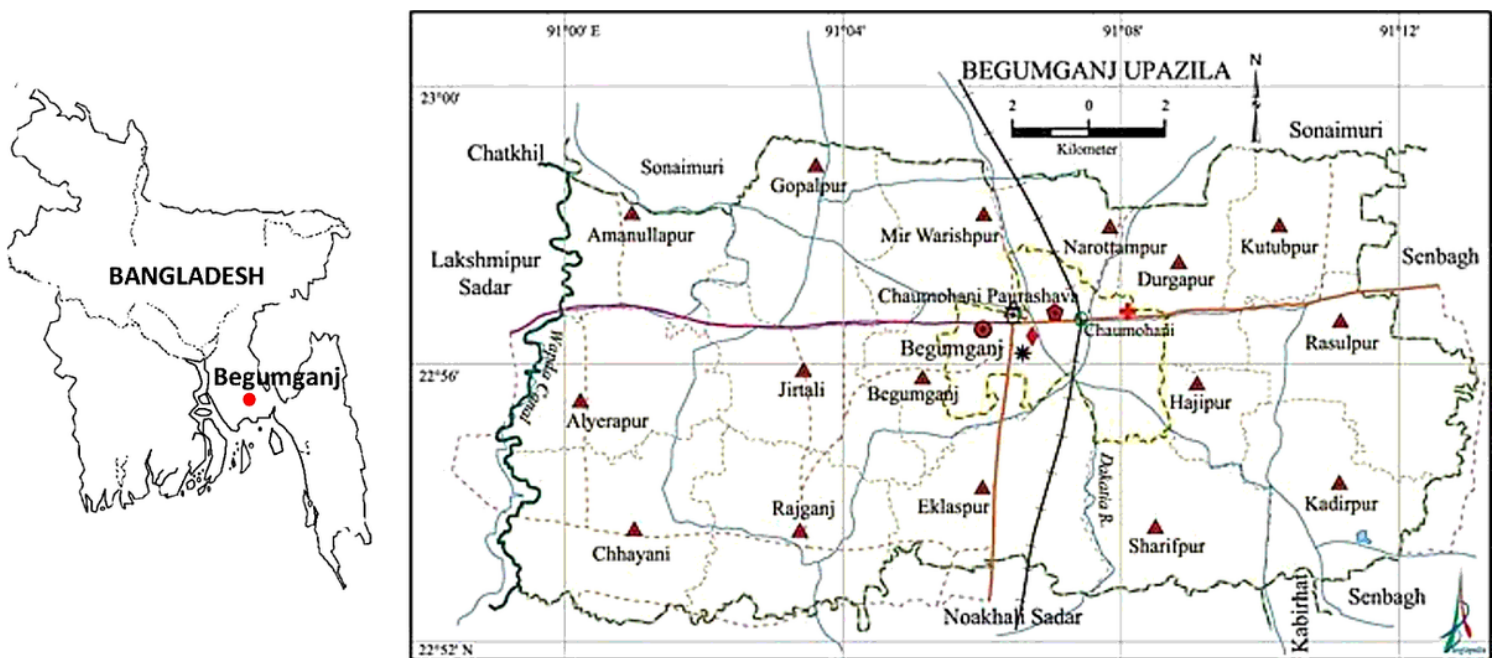 BANGLADESH
Begumganj
91°00' E
91°04'
91°08'
91°12'
BEGUMGANJ UPAZILA
N
23°00'
2 0 2
Kilometer
Sonaimuri
Chatkhil
Sonaimuri
Gopalpur
Amanullapur
Mir Warishpur
Narottampur
Kutubpur
Lakshmipur
Sadar
Durgapur
Senbagh
Chaumohani Paurashava
Chaumohani
Begumganj
Rasulpur
Wapda Canal
22°56'
Jirtali
Begumganj
Hajipur
Alyerapur
Dakatia R.
Rajganj
Eklaspur
Kadirpur
Chhayani
Sharifpur
Noakhali Sadar
Kabirhat
Senbagh
22°52' N